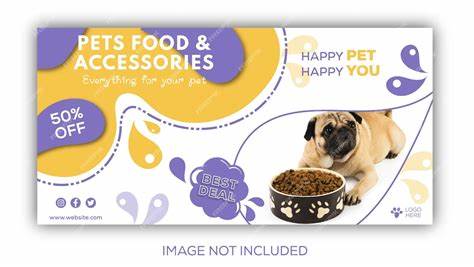 PETS FOOD &
ACCESSORIES
Everything for your pet
50%
OFF
HAPPY PET
HAPPY YOU
BEST
DEAL
www.website.com
LOGO
HERE
IMAGE NOT INCLUDED